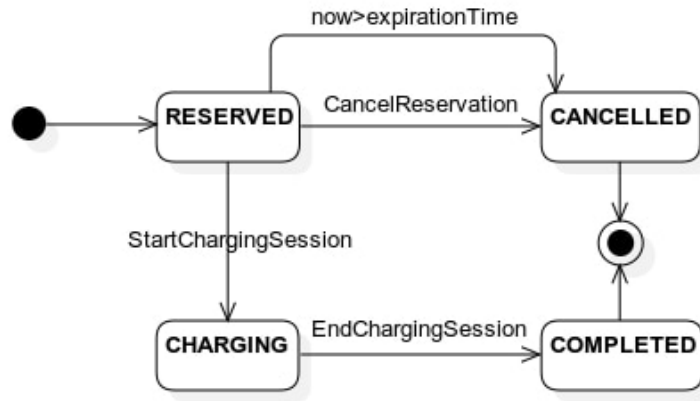 now>expirationTime
RESERVED
CancelReservation
CANCELLED
StartChargingSession
CHARGING
EndChargingSession
COMPLETED